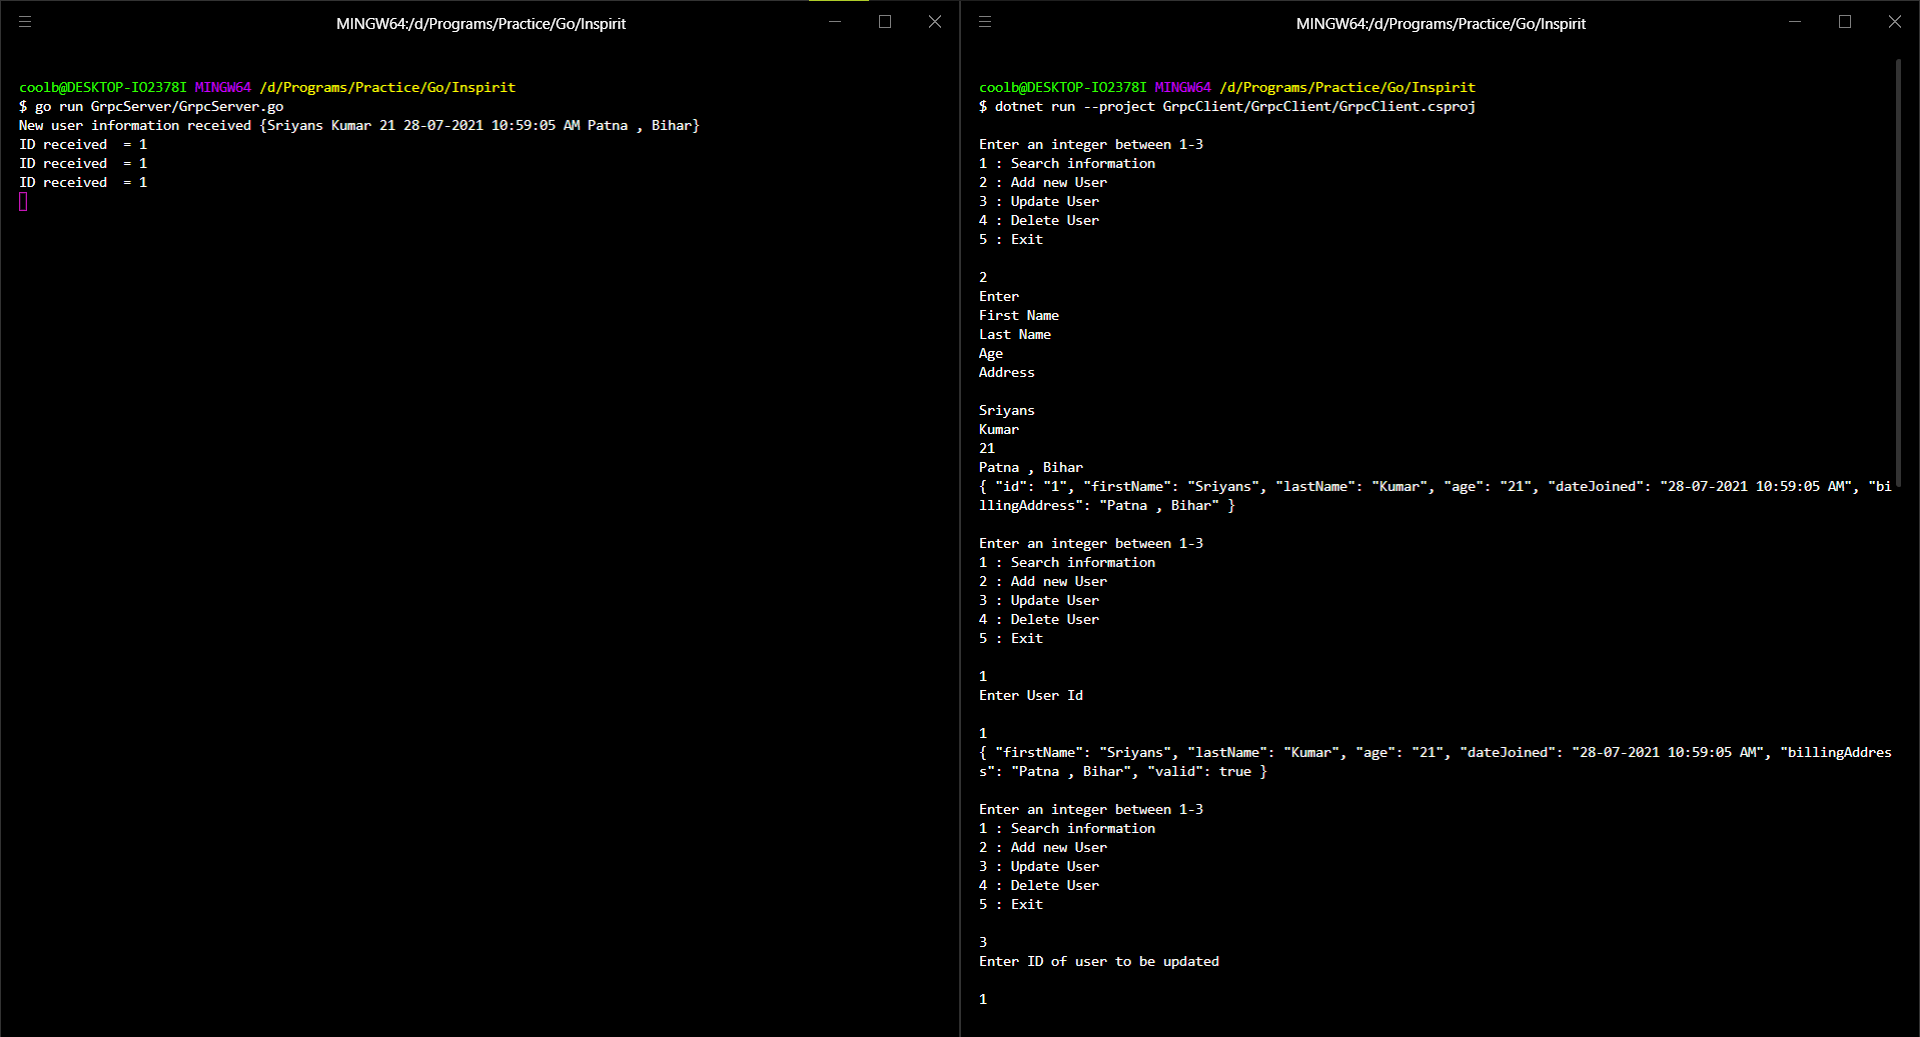 MINGW64:/d/Programs/Practice/Go/Inspirit
coolb@DESKTOP-IO2378I MINGW64 /d/Programs/Practice/Go/Inspirit
$ go run GrpcServer/GrpcServer.go
New user information received {Sriyans Kumar 21 28-07-2021 10:59:05 AM Patna , Bihar}
ID received  = 1
ID received  = 1
ID received  = 1
MINGW64:/d/Programs/Practice/Go/Inspirit
coolb@DESKTOP-IO2378I MINGW64 /d/Programs/Practice/Go/Inspirit
$ dotnet run --project GrpcClient/GrpcClient/GrpcClient.csproj
Enter an integer between 1-3
1 : Search information
2 : Add new User
3 : Update User
4 : Delete User
5 : Exit
2
Enter
First Name
Last Name
Age
Address
Sriyans
Kumar
21
Patna , Bihar
{ "id": "1", "firstName": "Sriyans", "lastName": "Kumar", "age": "21", "dateJoined": "28-07-2021 10:59:05 AM", "bi
llingAddress": "Patna , Bihar" }
Enter an integer between 1-3
1 : Search information
2 : Add new User
3 : Update User
4 : Delete User
5 : Exit
1
Enter User Id
1
{ "firstName": "Sriyans", "lastName": "Kumar", "age": "21", "dateJoined": "28-07-2021 10:59:05 AM", "billingAddres
s": "Patna , Bihar", "valid": true }
Enter an integer between 1-3
1 : Search information
2 : Add new User
3 : Update User
4 : Delete User
5 : Exit
3
Enter ID of user to be updated
1